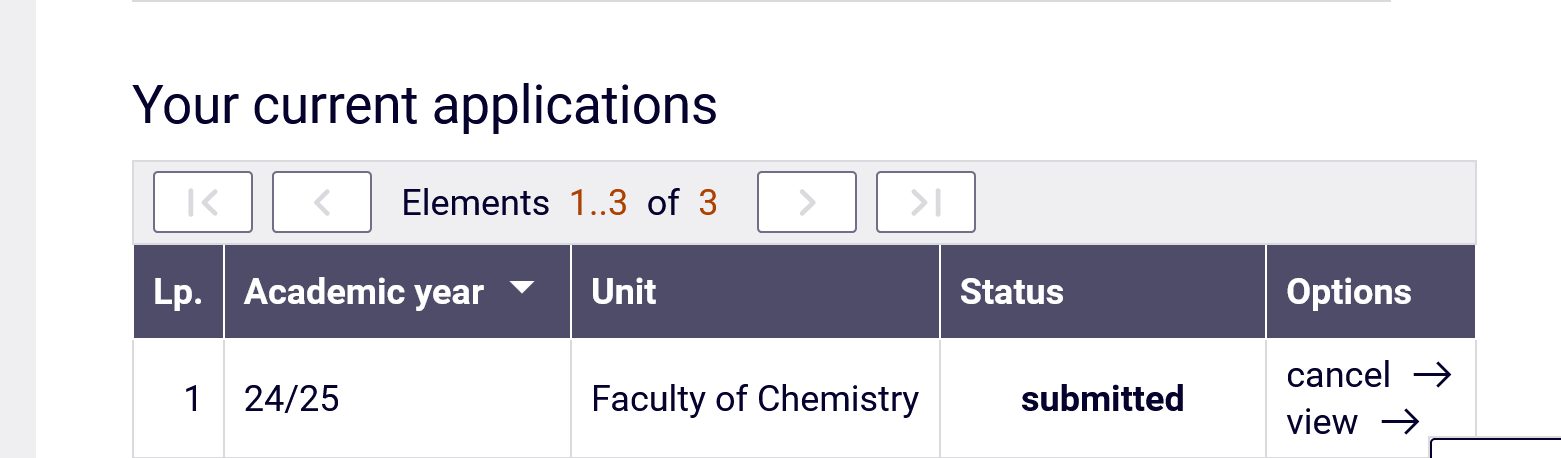 Your current applications
Elements 1..3 of 3
Lp. Academic year Unit Status Options
1 24/25 Faculty of Chemistry submitted cancel →
view →